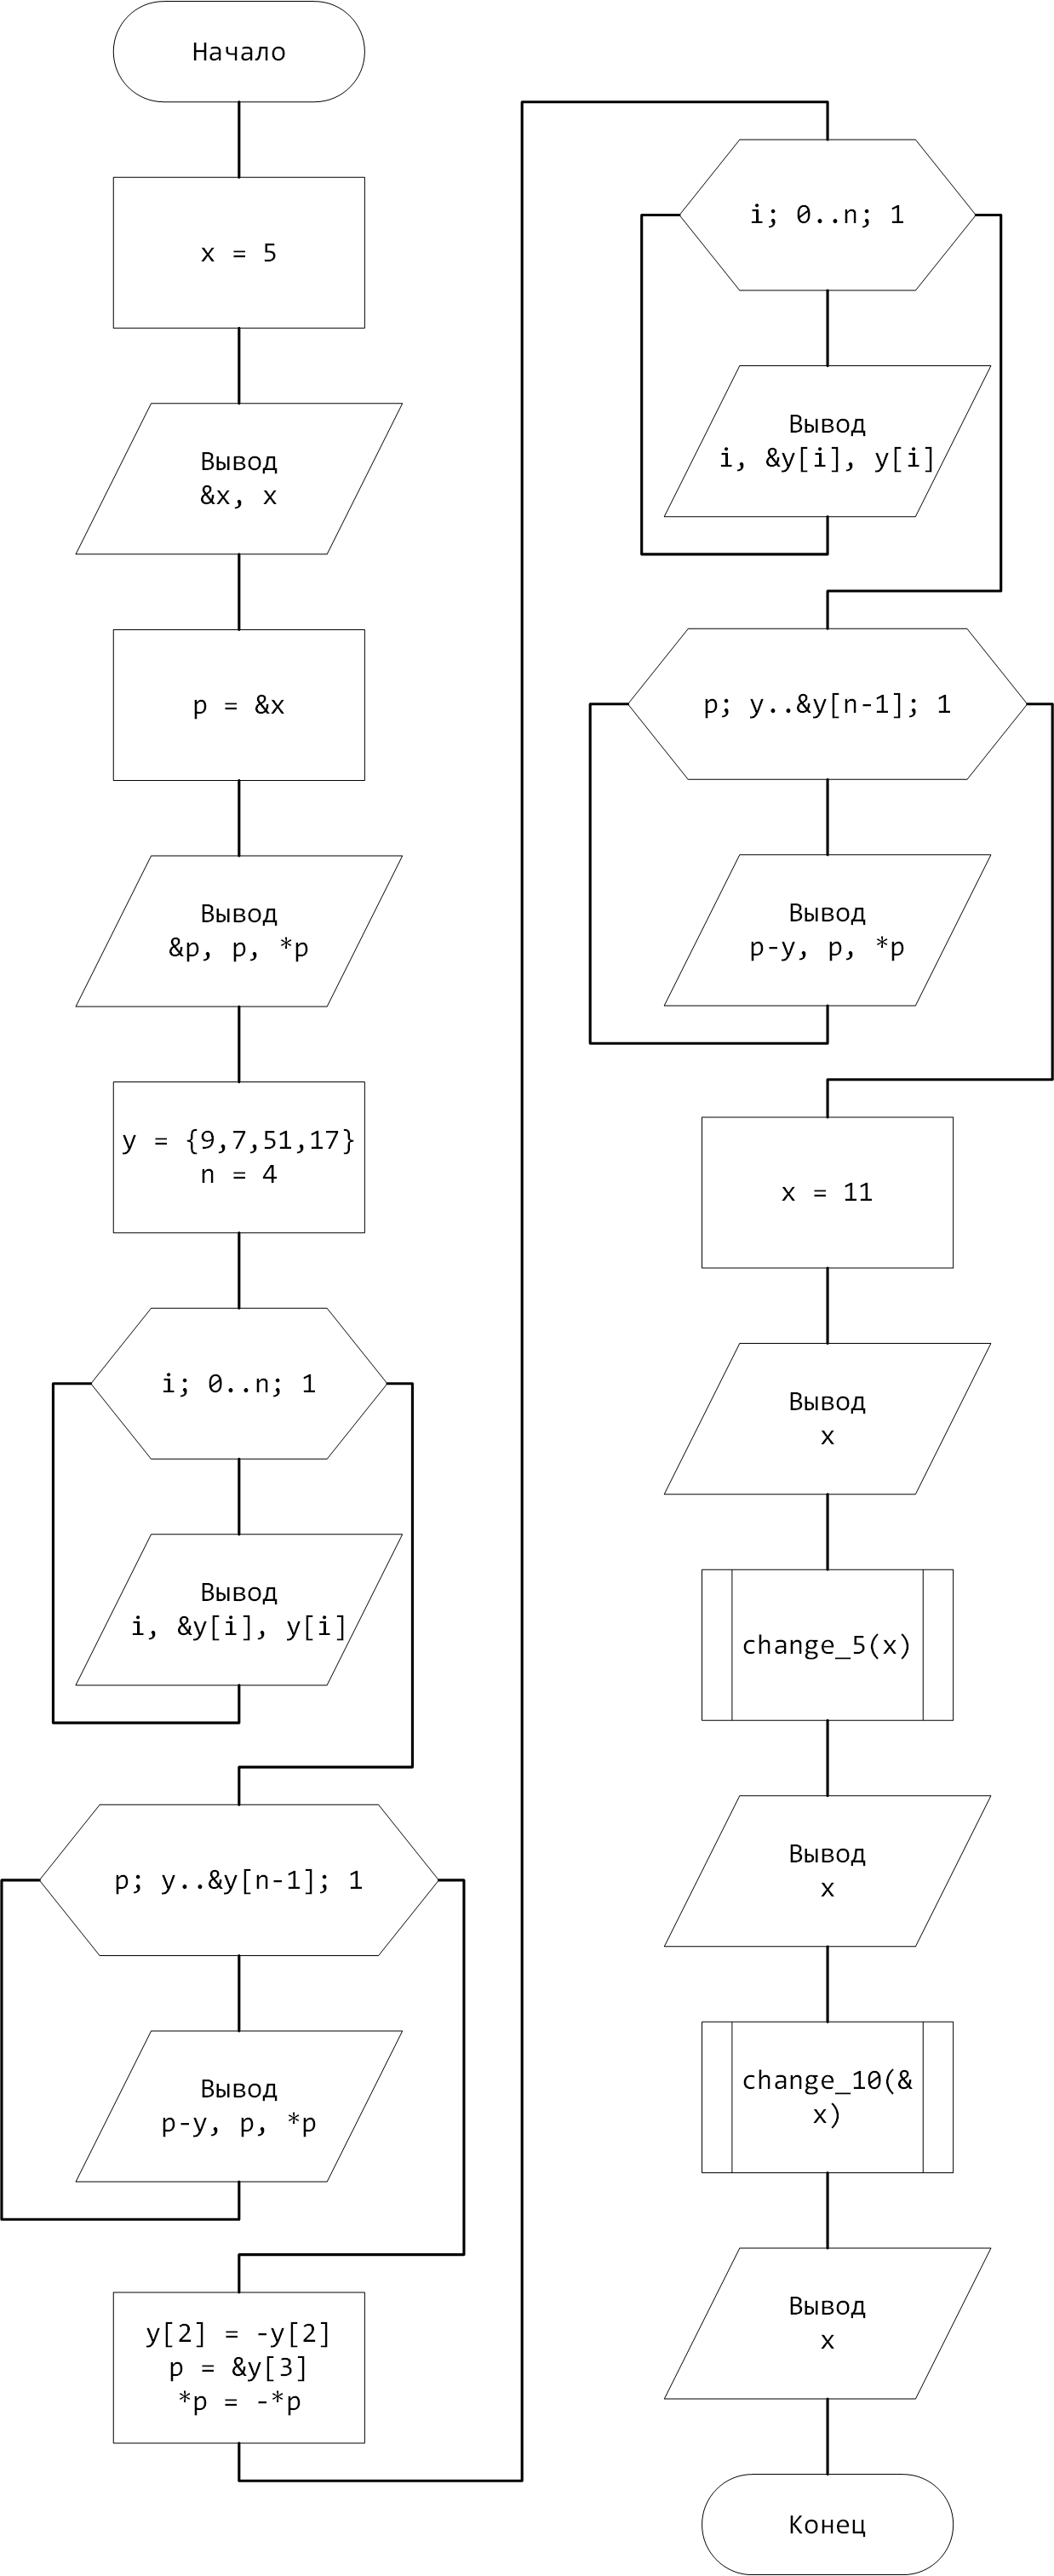 Начало
x = 5
Вывод
&x, x
p = &x
Вывод
&p, p, *p
y = {9,7,51,17}
n = 4
i; 0..n; 1
Вывод
i, &y[i], y[i]
p; y..&y[n-1]; 1
Вывод
p-y, p, *p
y[2] = -y[2]
p = &y[3]
*p = -*p
i; 0..n; 1
Вывод
i, &y[i], y[i]
p; y..&y[n-1]; 1
Вывод
p-y, p, *p
x = 11
Вывод
x
change_5(x)
Вывод
x
change_10(&
x)
Вывод
x
Конец